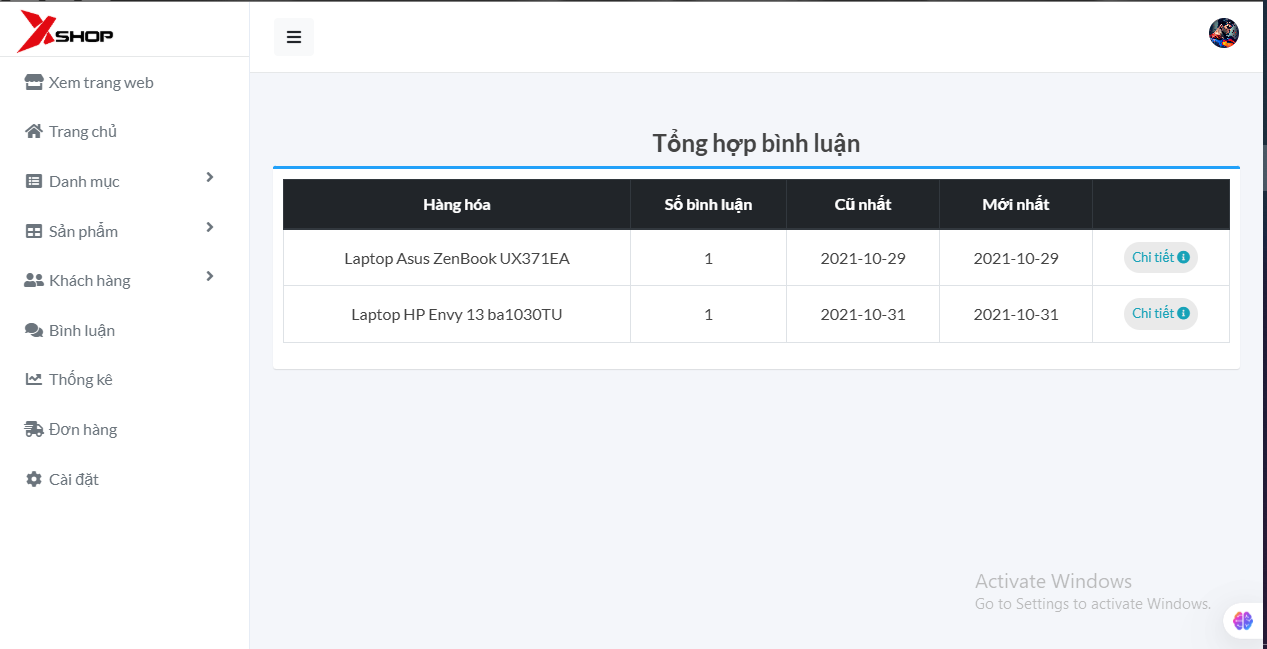 XSHOP
Xem trang web
Trang chủ
Danh mục
Sản phẩm
Khách hàng
Bình luận
Thống kê
Đơn hàng
Cài đặt
Tổng hợp bình luận
Hàng hóa Số bình luận Cũ nhất Mới nhất
Laptop Asus ZenBook UX371EA 1 2021-10-29 2021-10-29 Chi tiết
Laptop HP Envy 13 ba1030TU 1 2021-10-31 2021-10-31 Chi tiết
Activate Windows
Go to Settings to activate Windows.